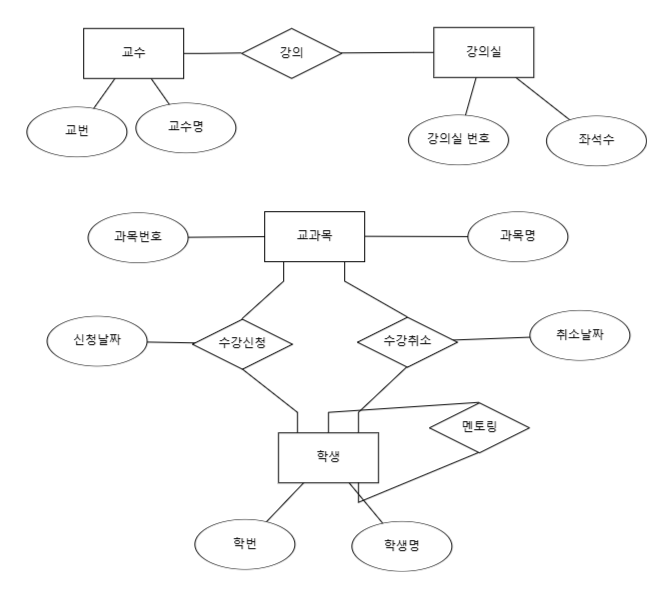 교수
강의
강의실
교번
교수명
강의실 번호
좌석수
과목번호
교과목
과목명
신청날짜
수강신청
수강취소
취소날짜
멘토링
학생
학번
학생명